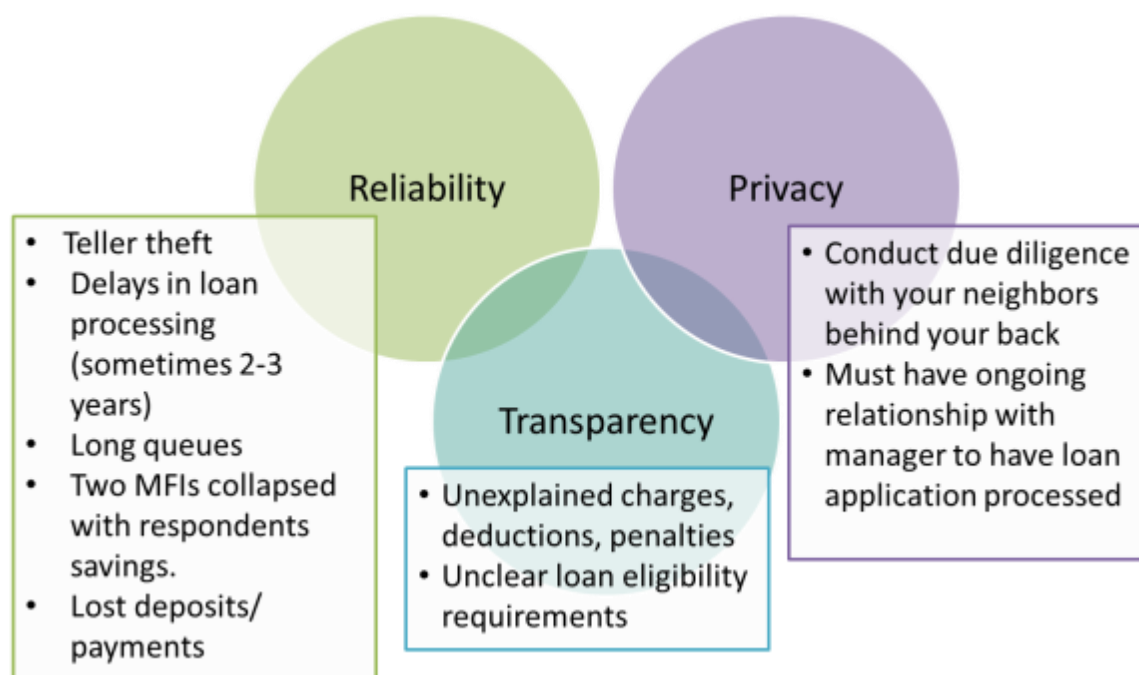 Reliability
Privacy
Transparency
• Teller theft
• Delays in loan
processing
(sometimes 2-3
years)
• Long queues
• Two MFIs collapsed
with respondents
savings.
• Lost deposits/
payments
• Unexplained charges,
deductions, penalties
• Unclear loan eligibility
requirements
• Conduct due diligence
with your neighbors
behind your back
• Must have ongoing
relationship with
manager to have loan
application processed